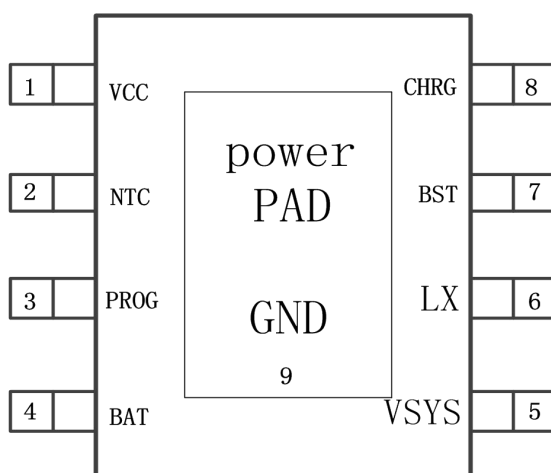 1 VCC CHRG 8
power
PAD
2 NTC BST 7
3 PROG LX 6
GND
9
4 BAT VSYS 5